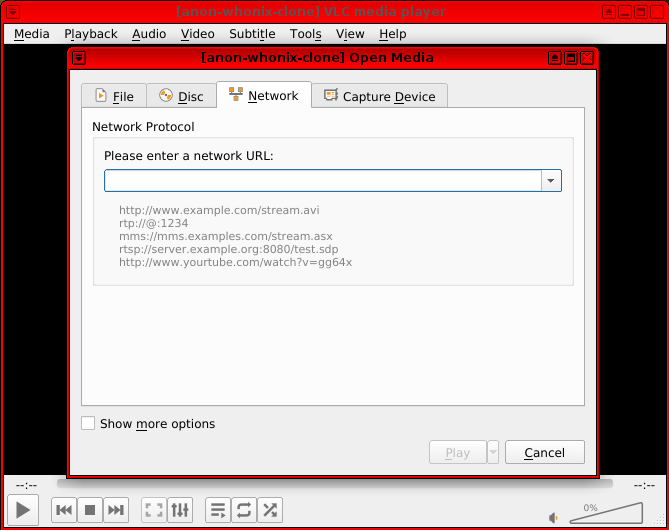 [anon-whonix-clone] VLC media player
Media Playback Audio Video Subtitle Tools View Help
[anon-whonix-clone] Open Media
File Disc Network Capture Device
Network Protocol
Please enter a network URL:
http://www.example.com/stream.avi
rtp://@:1234
mms://mms.examples.com/stream.asx
rtsp://server.example.org:8080/test.sdp
http://www.yourtube.com/watch?v=gg64x
Show more options
Play Cancel
--:-- --:--
0%